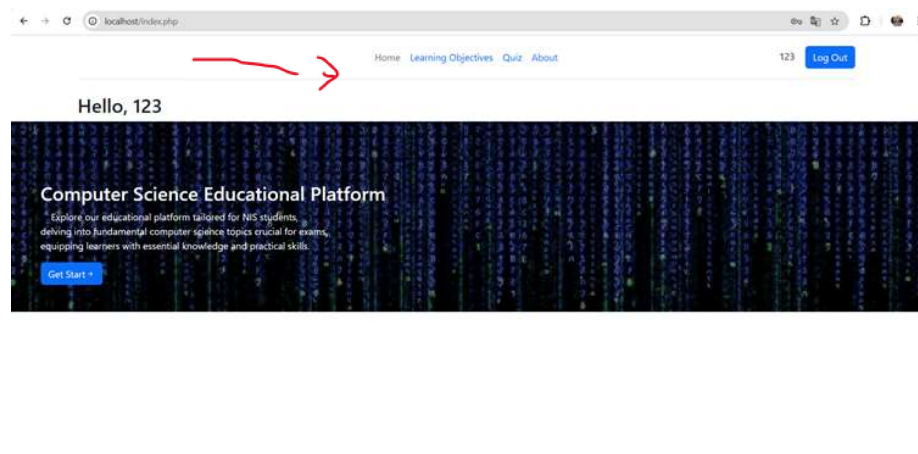 localhost/index.php
Home Learning Objectives Quiz About 123 Log Out
Hello, 123
Computer Science Educational Platform
Explore our educational platform tailored for NIS students,
delving into fundamental computer science topics crucial for exams,
equipping learners with essential knowledge and practical skills.
Get Start